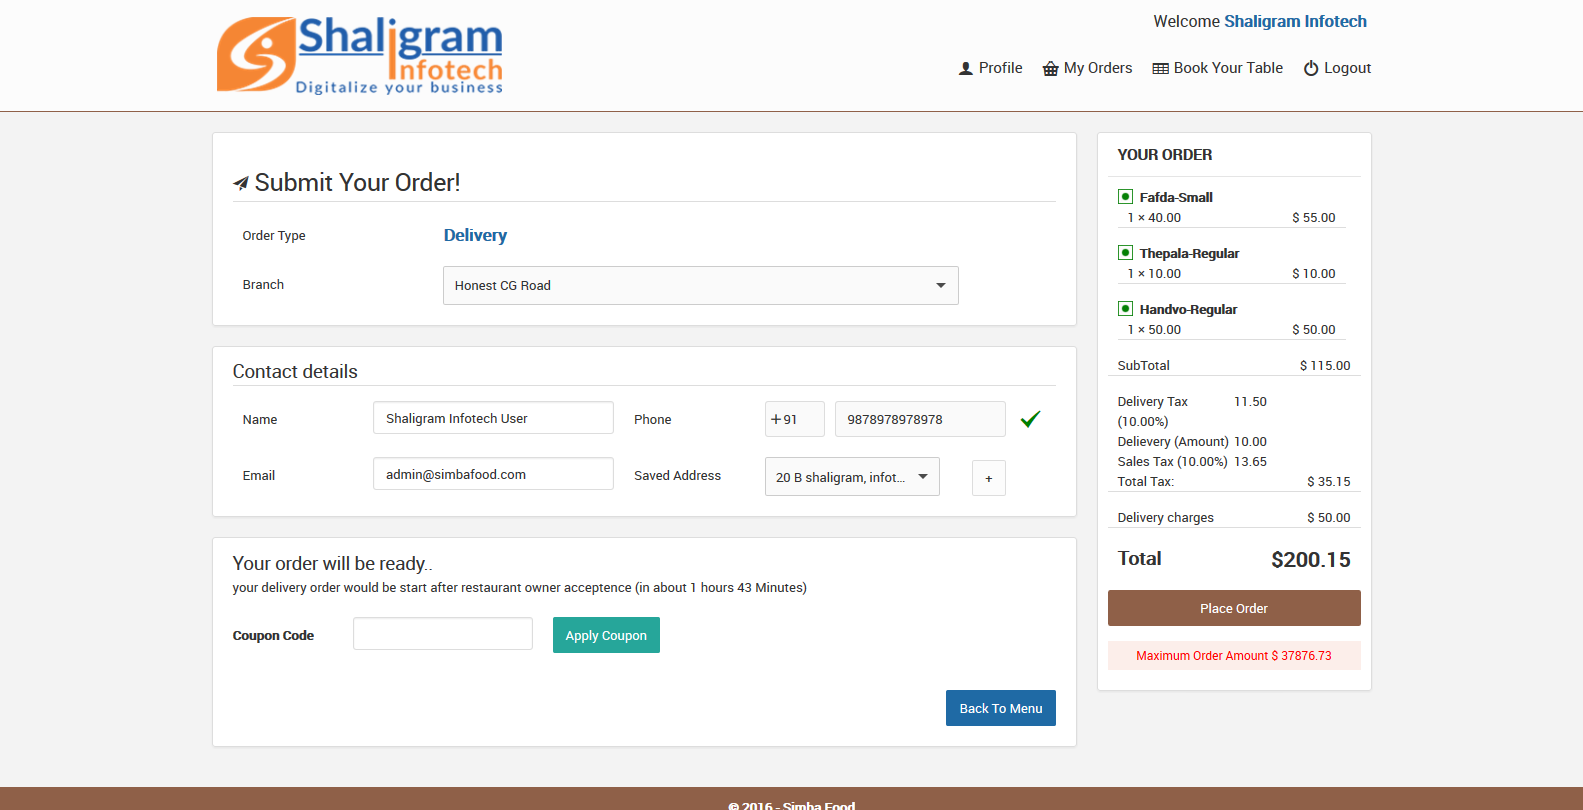 Shaligram
Infotech
Digitalize your business
Welcome Shaligram Infotech
Profile My Orders Book Your Table Logout
Submit Your Order!
Order Type Delivery
Branch Honest CG Road
Contact details
Name Shaligram Infotech User Phone +91 9878978978978
Email admin@simbafood.com Saved Address 20 B shaligram, infot... +
Your order will be ready..
your delivery order would be start after restaurant owner acceptence (in about 1 hours 43 Minutes)
Coupon Code Apply Coupon
Back To Menu
YOUR ORDER
Fafda-Small
1 × 40.00 $ 55.00
Thepala-Regular
1 × 10.00 $ 10.00
Handvo-Regular
1 × 50.00 $ 50.00
SubTotal $ 115.00
Delivery Tax 11.50
(10.00%)
Delievery (Amount) 10.00
Sales Tax (10.00%) 13.65
Total Tax: $ 35.15
Delivery charges $ 50.00
Total $200.15
Place Order
Maximum Order Amount $ 37876.73
© 2016 - Simba Food